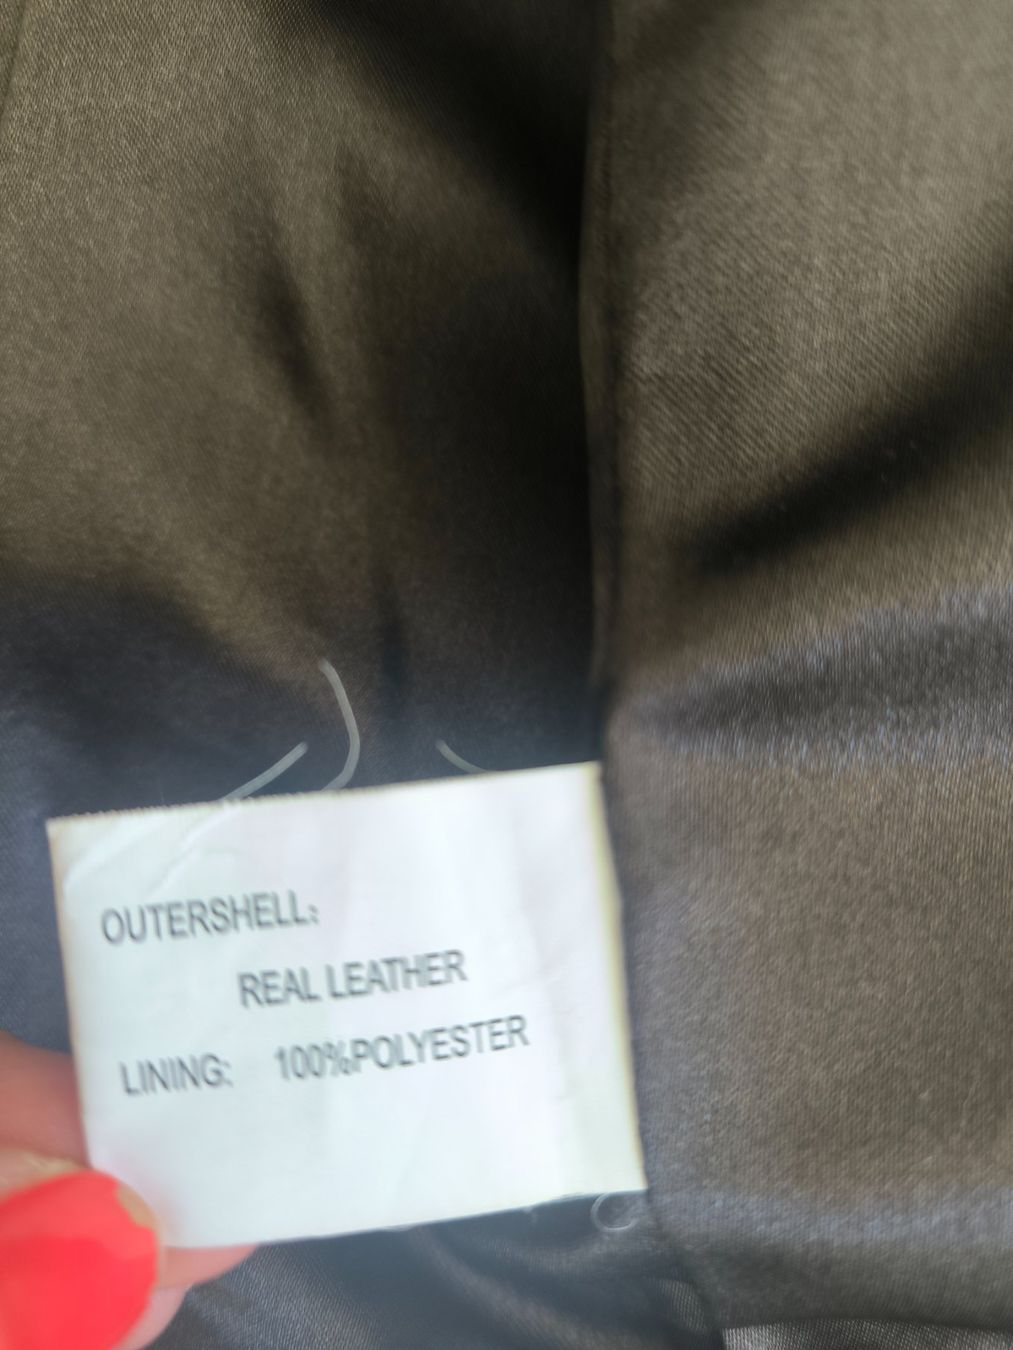 OUTERSHELL:
REAL LEATHER
LINING: 100%POLYESTER